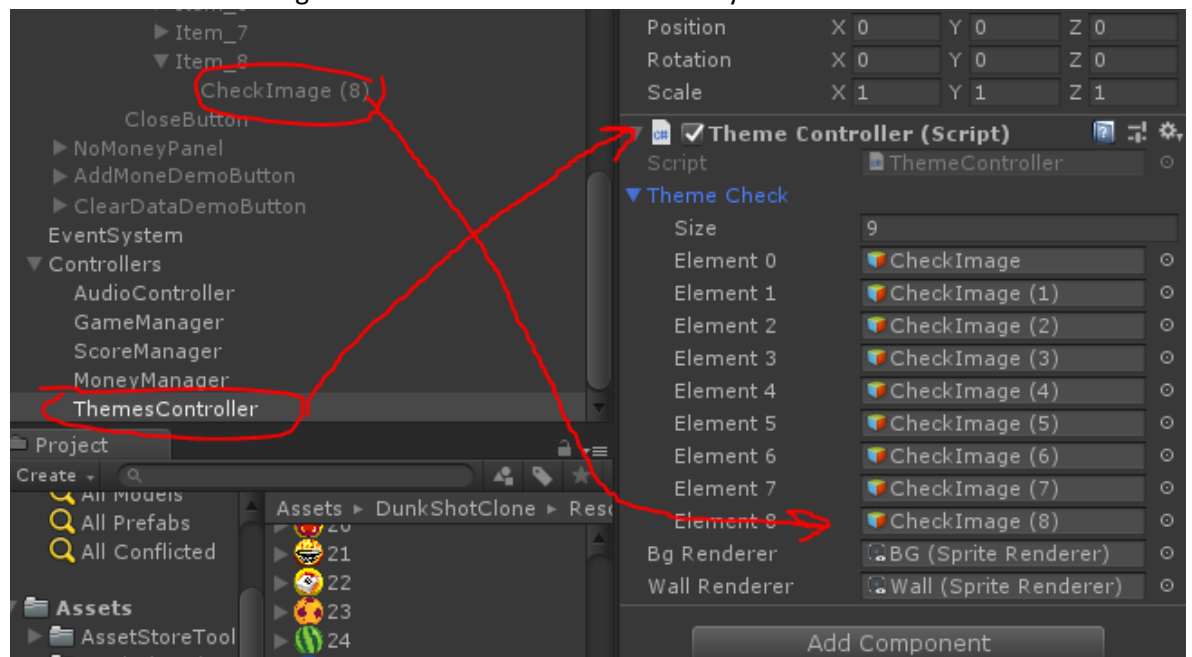 Item_7
Item_8
CheckImage (8)
CloseButton
NoMoneyPanel
AddMoneDemoButton
ClearDataDemoButton
EventSystem
Controllers
AudioController
GameManager
ScoreManager
MoneyManager
ThemesController
Project
Create
All Models
All Prefabs
All Conflicted
Assets
AssetStoreTool
Assets ▸ DunkShotClone ▸ Reso
20
21
22
23
24
Position X 0 Y 0 Z 0
Rotation X 0 Y 0 Z 0
Scale X 1 Y 1 Z 1
Theme Controller (Script)
Script ThemeController
Theme Check
Size 9
Element 0 CheckImage
Element 1 CheckImage (1)
Element 2 CheckImage (2)
Element 3 CheckImage (3)
Element 4 CheckImage (4)
Element 5 CheckImage (5)
Element 6 CheckImage (6)
Element 7 CheckImage (7)
Element 8 CheckImage (8)
Bg Renderer BG (Sprite Renderer)
Wall Renderer Wall (Sprite Renderer)
Add Component